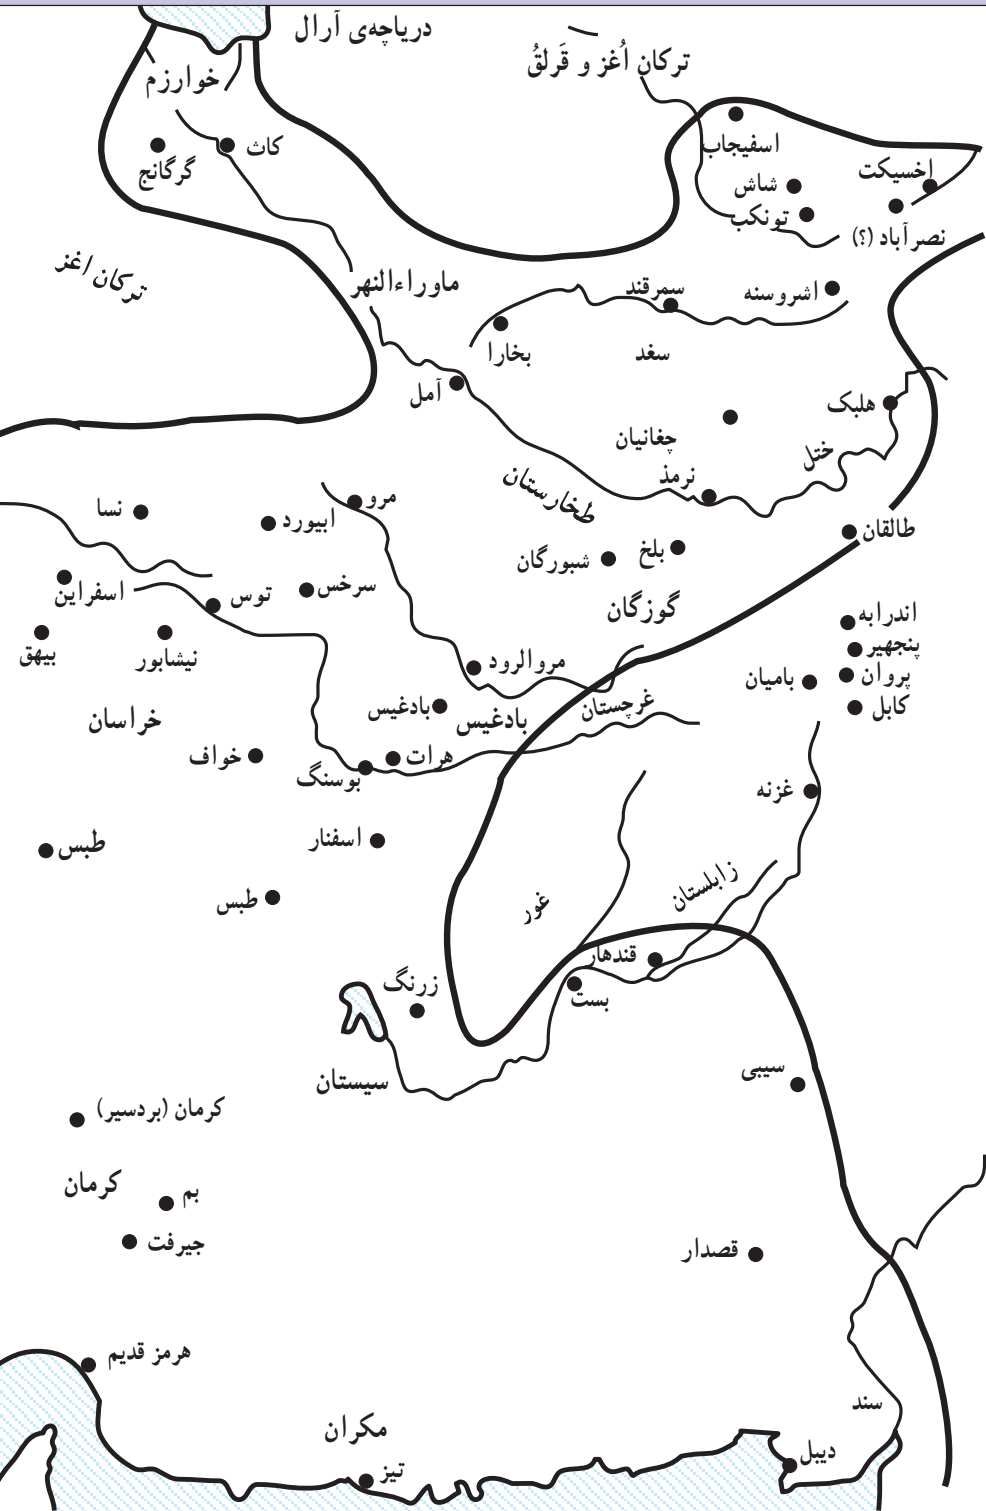 دریاچه‌ی آرال
ترکان اُغز و قَرلقُ
خوارزم
کاث
گرگانج
اسفیجاب
اخسیکت
شاش
تونکب
نصرآباد (؟)
ترکان اغز
ماوراءالنهر
سمرقند
اشروسنه
بخارا
سغد
آمل
هلبک
چغانیان
ختل
نرمذ
طخارستان
مرو
نسا
ابیورد
طالقان
شبورگان
بلخ
اسفراین
توس
سرخس
گوزگان
اندرابه
پنجهیر
بیهق
نیشابور
مروالرود
بامیان
پروان
کابل
خراسان
بادغیس
بادغیس
غرچستان
خواف
هرات
بوسنگ
غزنه
اسفنار
طبس
طبس
زابلستان
غور
قندهار
زرنگ
بست
سیستان
سیبی
کرمان (بردسیر)
کرمان
بم
جیرفت
قصدار
هرمز قدیم
سند
مکران
دیبل
تیز